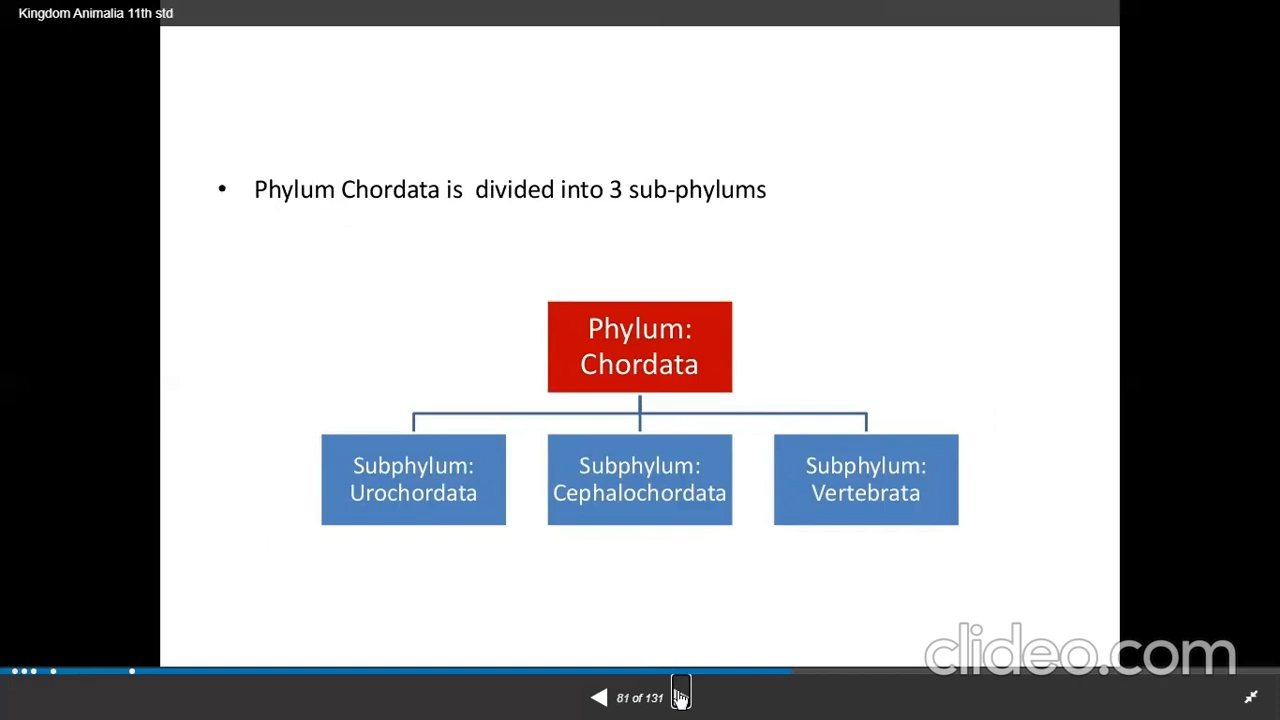 Kingdom Animalia 11th std
• Phylum Chordata is divided into 3 sub-phylums
Phylum:
Chordata
Subphylum:
Urochordata
Subphylum:
Cephalochordata
Subphylum:
Vertebrata
clideo.com
81 of 131